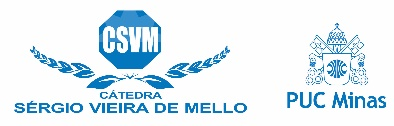 CSVM
CÁTEDRA
SÉRGIO VIEIRA DE MELLO
PUC Minas